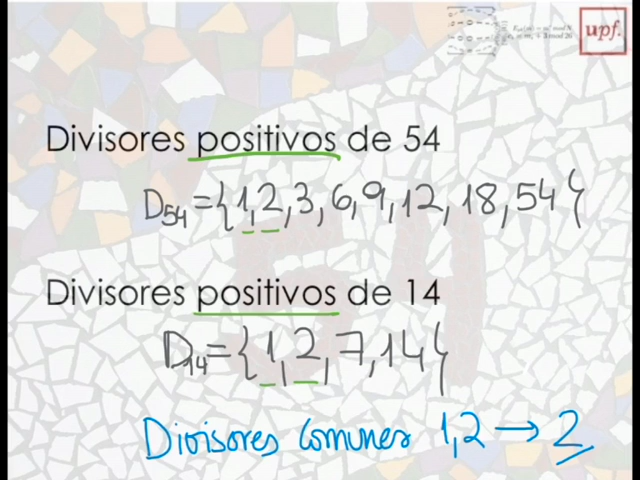 upf.
Divisores positivos de 54
D54={1,2,3,6,9,12,18,54}
Divisores positivos de 14
D14={1,2,7,14}
Divisores comunes 1,2 → 2